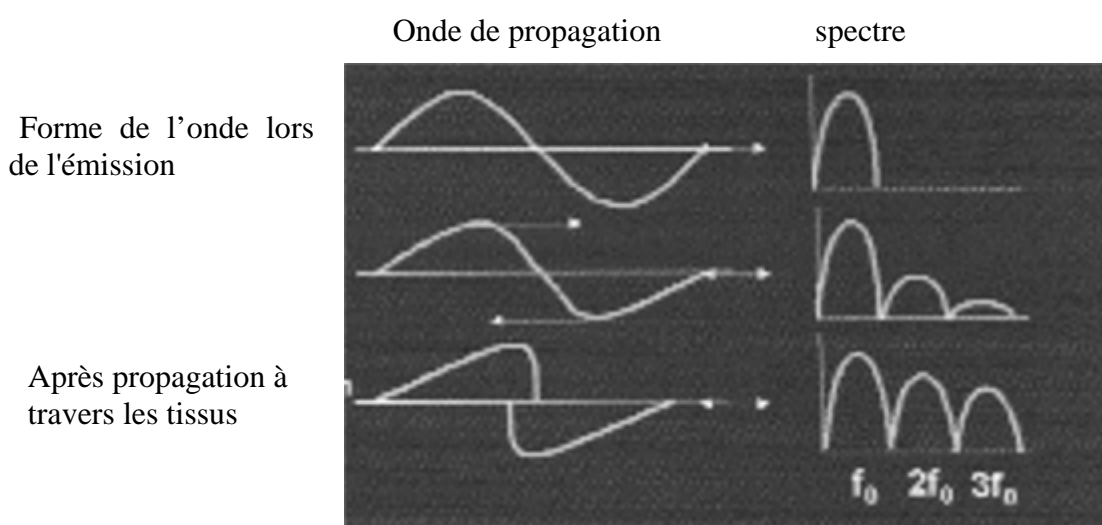 Onde de propagation spectre
Forme de l’onde lors
de l'émission
Après propagation à
travers les tissus
f₀ 2f₀ 3f₀